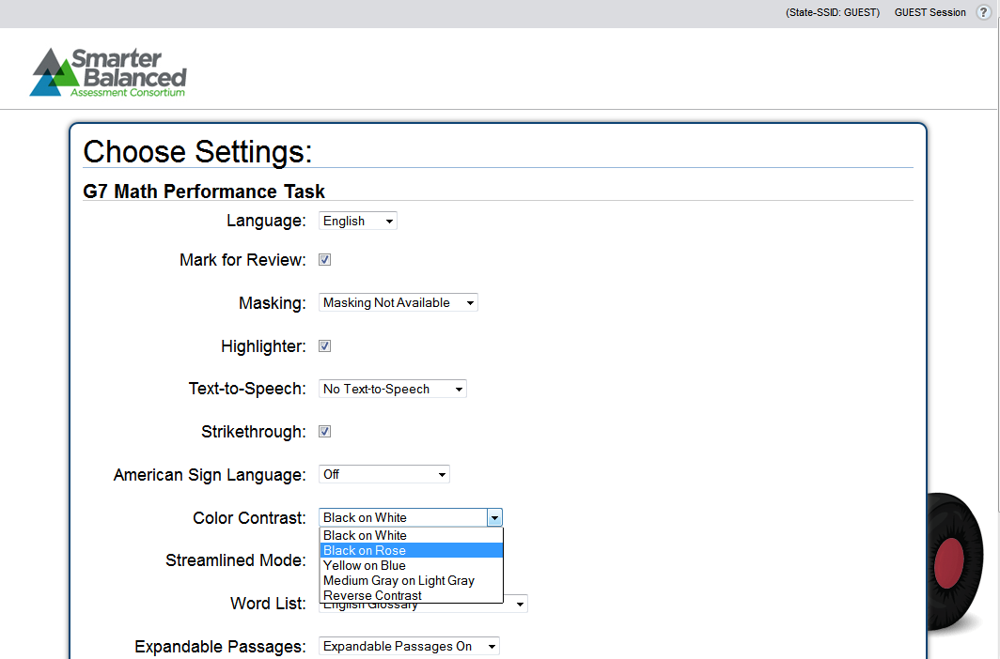 (State-SSID: GUEST) GUEST Session ?
Smarter
Balanced
Assessment Consortium
Choose Settings:
G7 Math Performance Task
Language: English
Mark for Review:
Masking: Masking Not Available
Highlighter:
Text-to-Speech: No Text-to-Speech
Strikethrough:
American Sign Language: Off
Color Contrast: Black on White
Black on White
Black on Rose
Streamlined Mode:
Yellow on Blue
Medium Gray on Light Gray
Reverse Contrast
Word List: English Glossary
Expandable Passages: Expandable Passages On